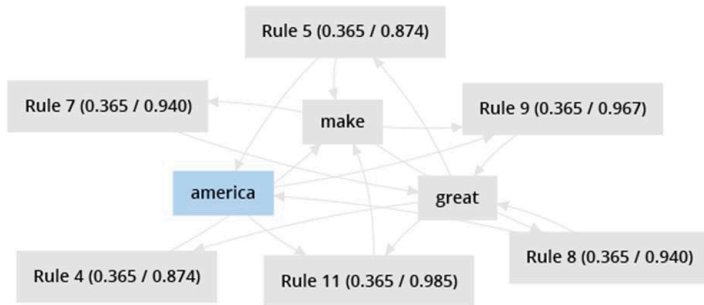 Rule 5 (0.365 / 0.874)
Rule 7 (0.365 / 0.940)
make
Rule 9 (0.365 / 0.967)
america
great
Rule 4 (0.365 / 0.874)
Rule 11 (0.365 / 0.985)
Rule 8 (0.365 / 0.940)